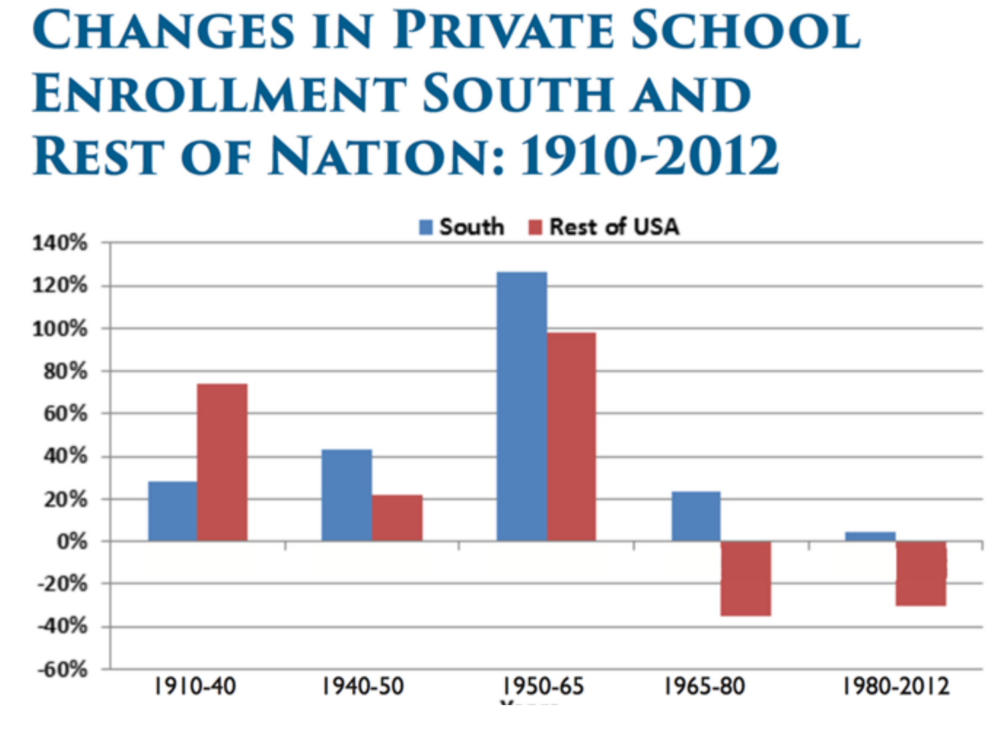 CHANGES IN PRIVATE SCHOOL
ENROLLMENT SOUTH AND
REST OF NATION: 1910-2012
South Rest of USA
140%
120%
100%
80%
60%
40%
20%
0%
-20%
-40%
-60%
1910-40 1940-50 1950-65 1965-80 1980-2012